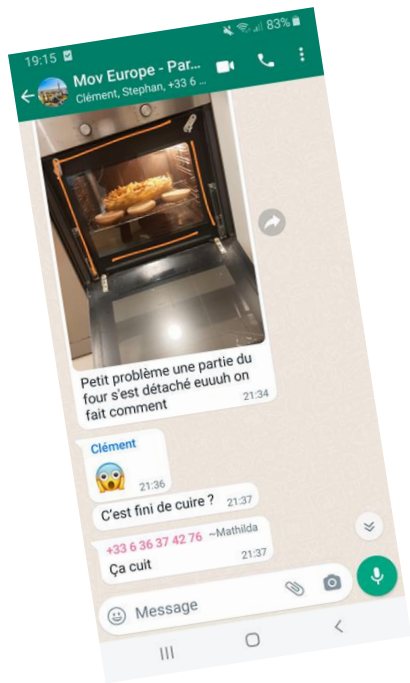 19:15 83%
Mov Europe - Par...
Clément, Stephan, +33 6 ...
Petit problème une partie du
four s'est détaché euuuh on
fait comment
21:34
Clément
21:36
C'est fini de cuire ? 21:37
+33 6 36 37 42 76 ~Mathilda
Ça cuit 21:37
Message